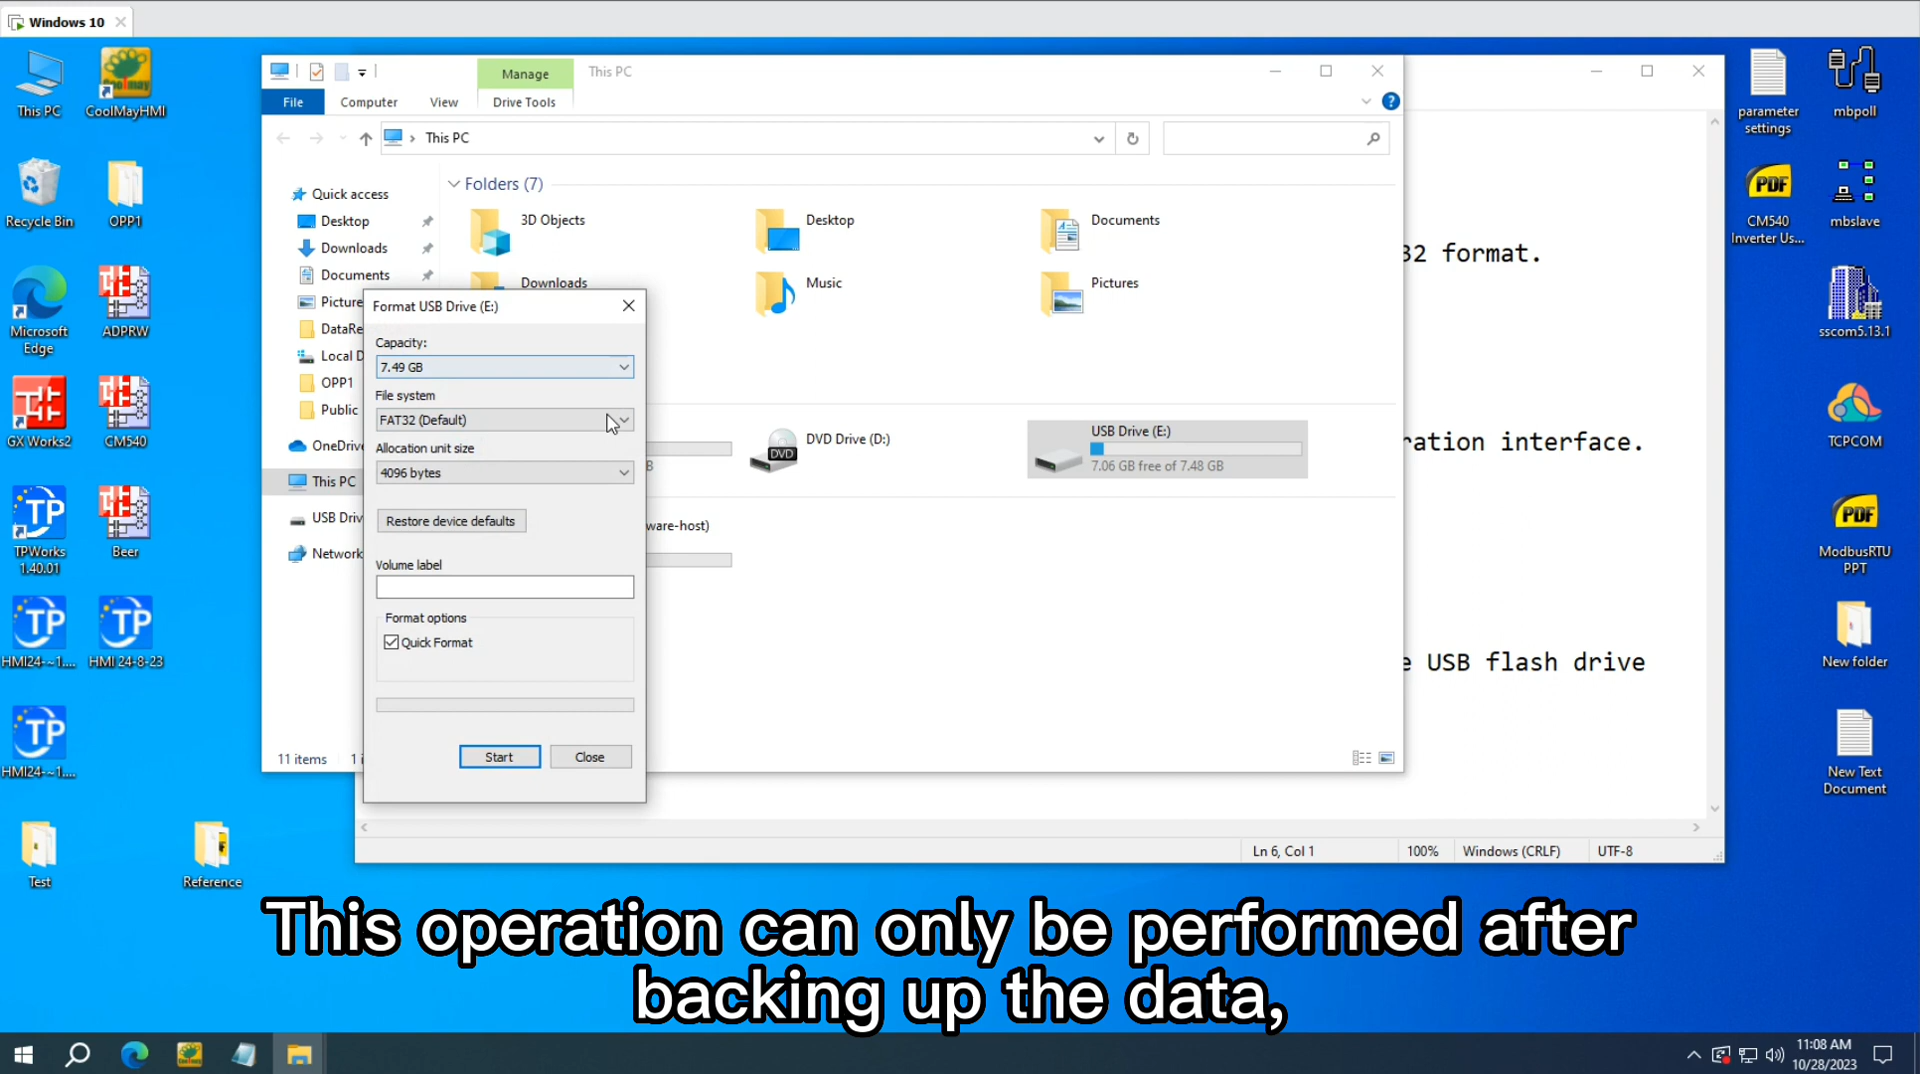 Windows 10
This PC
CoolMayHMI
Recycle Bin
OPP1
Microsoft
Edge
ADPRW
GX Works2
CM540
TPWorks
1.40.01
Beer
HMI24-~1....
HMI 24-8-23
HMI24-~1....
Test
Reference
Manage
This PC
File
Computer
View
Drive Tools
This PC
Quick access
Desktop
Downloads
Documents
Picture
DataRe
Local D
OPP1
Public
OneDrive
This PC
USB Driv
Network
11 items
Folders (7)
3D Objects
Desktop
Documents
Downloads
Music
Pictures
DVD Drive (D:)
USB Drive (E:)
7.06 GB free of 7.48 GB
ware-host)
Format USB Drive (E:)
Capacity:
7.49 GB
File system
FAT32 (Default)
Allocation unit size
4096 bytes
Restore device defaults
Volume label
Format options
Quick Format
Start
Close
32 format.
ration interface.
e USB flash drive
Ln 6, Col 1
100%
Windows (CRLF)
UTF-8
parameter
settings
mbpoll
PDF
CM540
Inverter Us...
mbslave
sscom5.13.1
TCPCOM
PDF
ModbusRTU
PPT
New folder
New Text
Document
This operation can only be performed after
backing up the data,
11:08 AM
10/28/2023